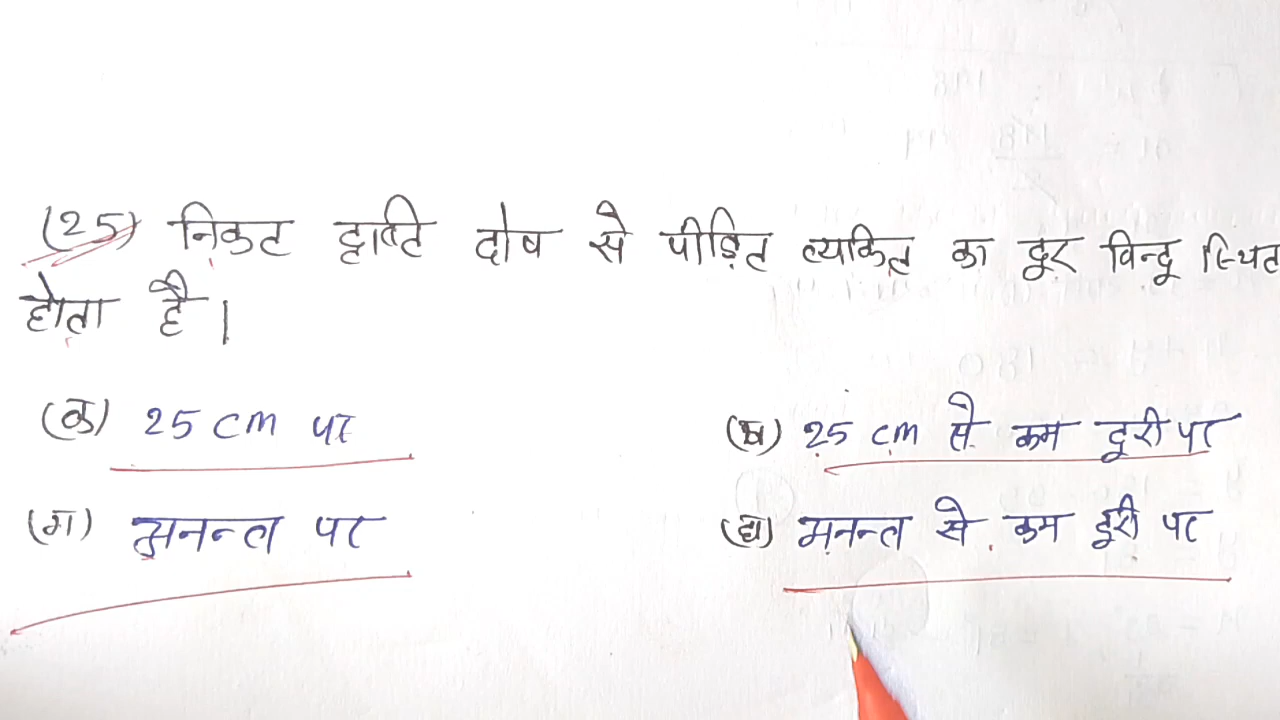 (25) निकट दृष्टि दोष से पीड़ित व्यक्ति का दूर विन्दू स्थित
होता है।
(क) 25 cm पर
(ख) 25 cm से कम दूरी पर
(ग) अनन्त पर
(घ) अनन्त से कम दूरी पर